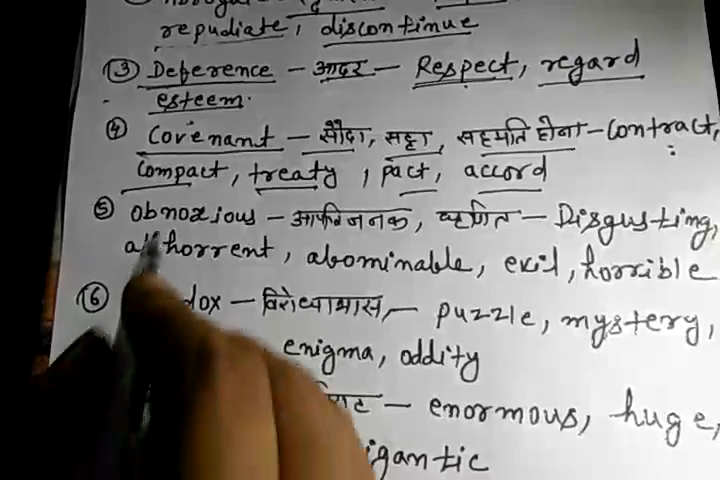 repudiate, discontinue
③ Deference - आदर - Respect, regard
esteem.
④ Covenant - सौदा, सट्टा, सहमति होना - contract,
compact, treaty, pact, accord
⑤ obnoxious - आपत्तिजनक, घृणित - Disgusting,
abhorrent, abominable, evil, horrible
⑥ dox - विरोध्याभास, - puzzle, mystery,
enigma, oddity
- enormous, huge,
igantic